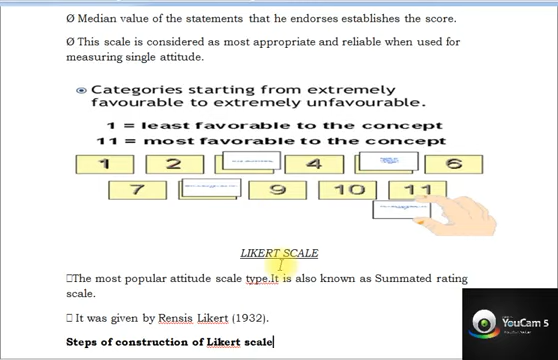 Ø Median value of the statements that he endorses establishes the score.
Ø This scale is considered as most appropriate and reliable when used for
measuring single attitude.
Categories starting from extremely
favourable to extremely unfavourable.
1 = least favorable to the concept
11 = most favorable to the concept
1 2 4 6
7 9 10 11
LIKERT SCALE
The most popular attitude scale type.It is also known as Summated rating
scale.
It was given by Rensis Likert (1932).
Steps of construction of Likert scale
YouCam 5